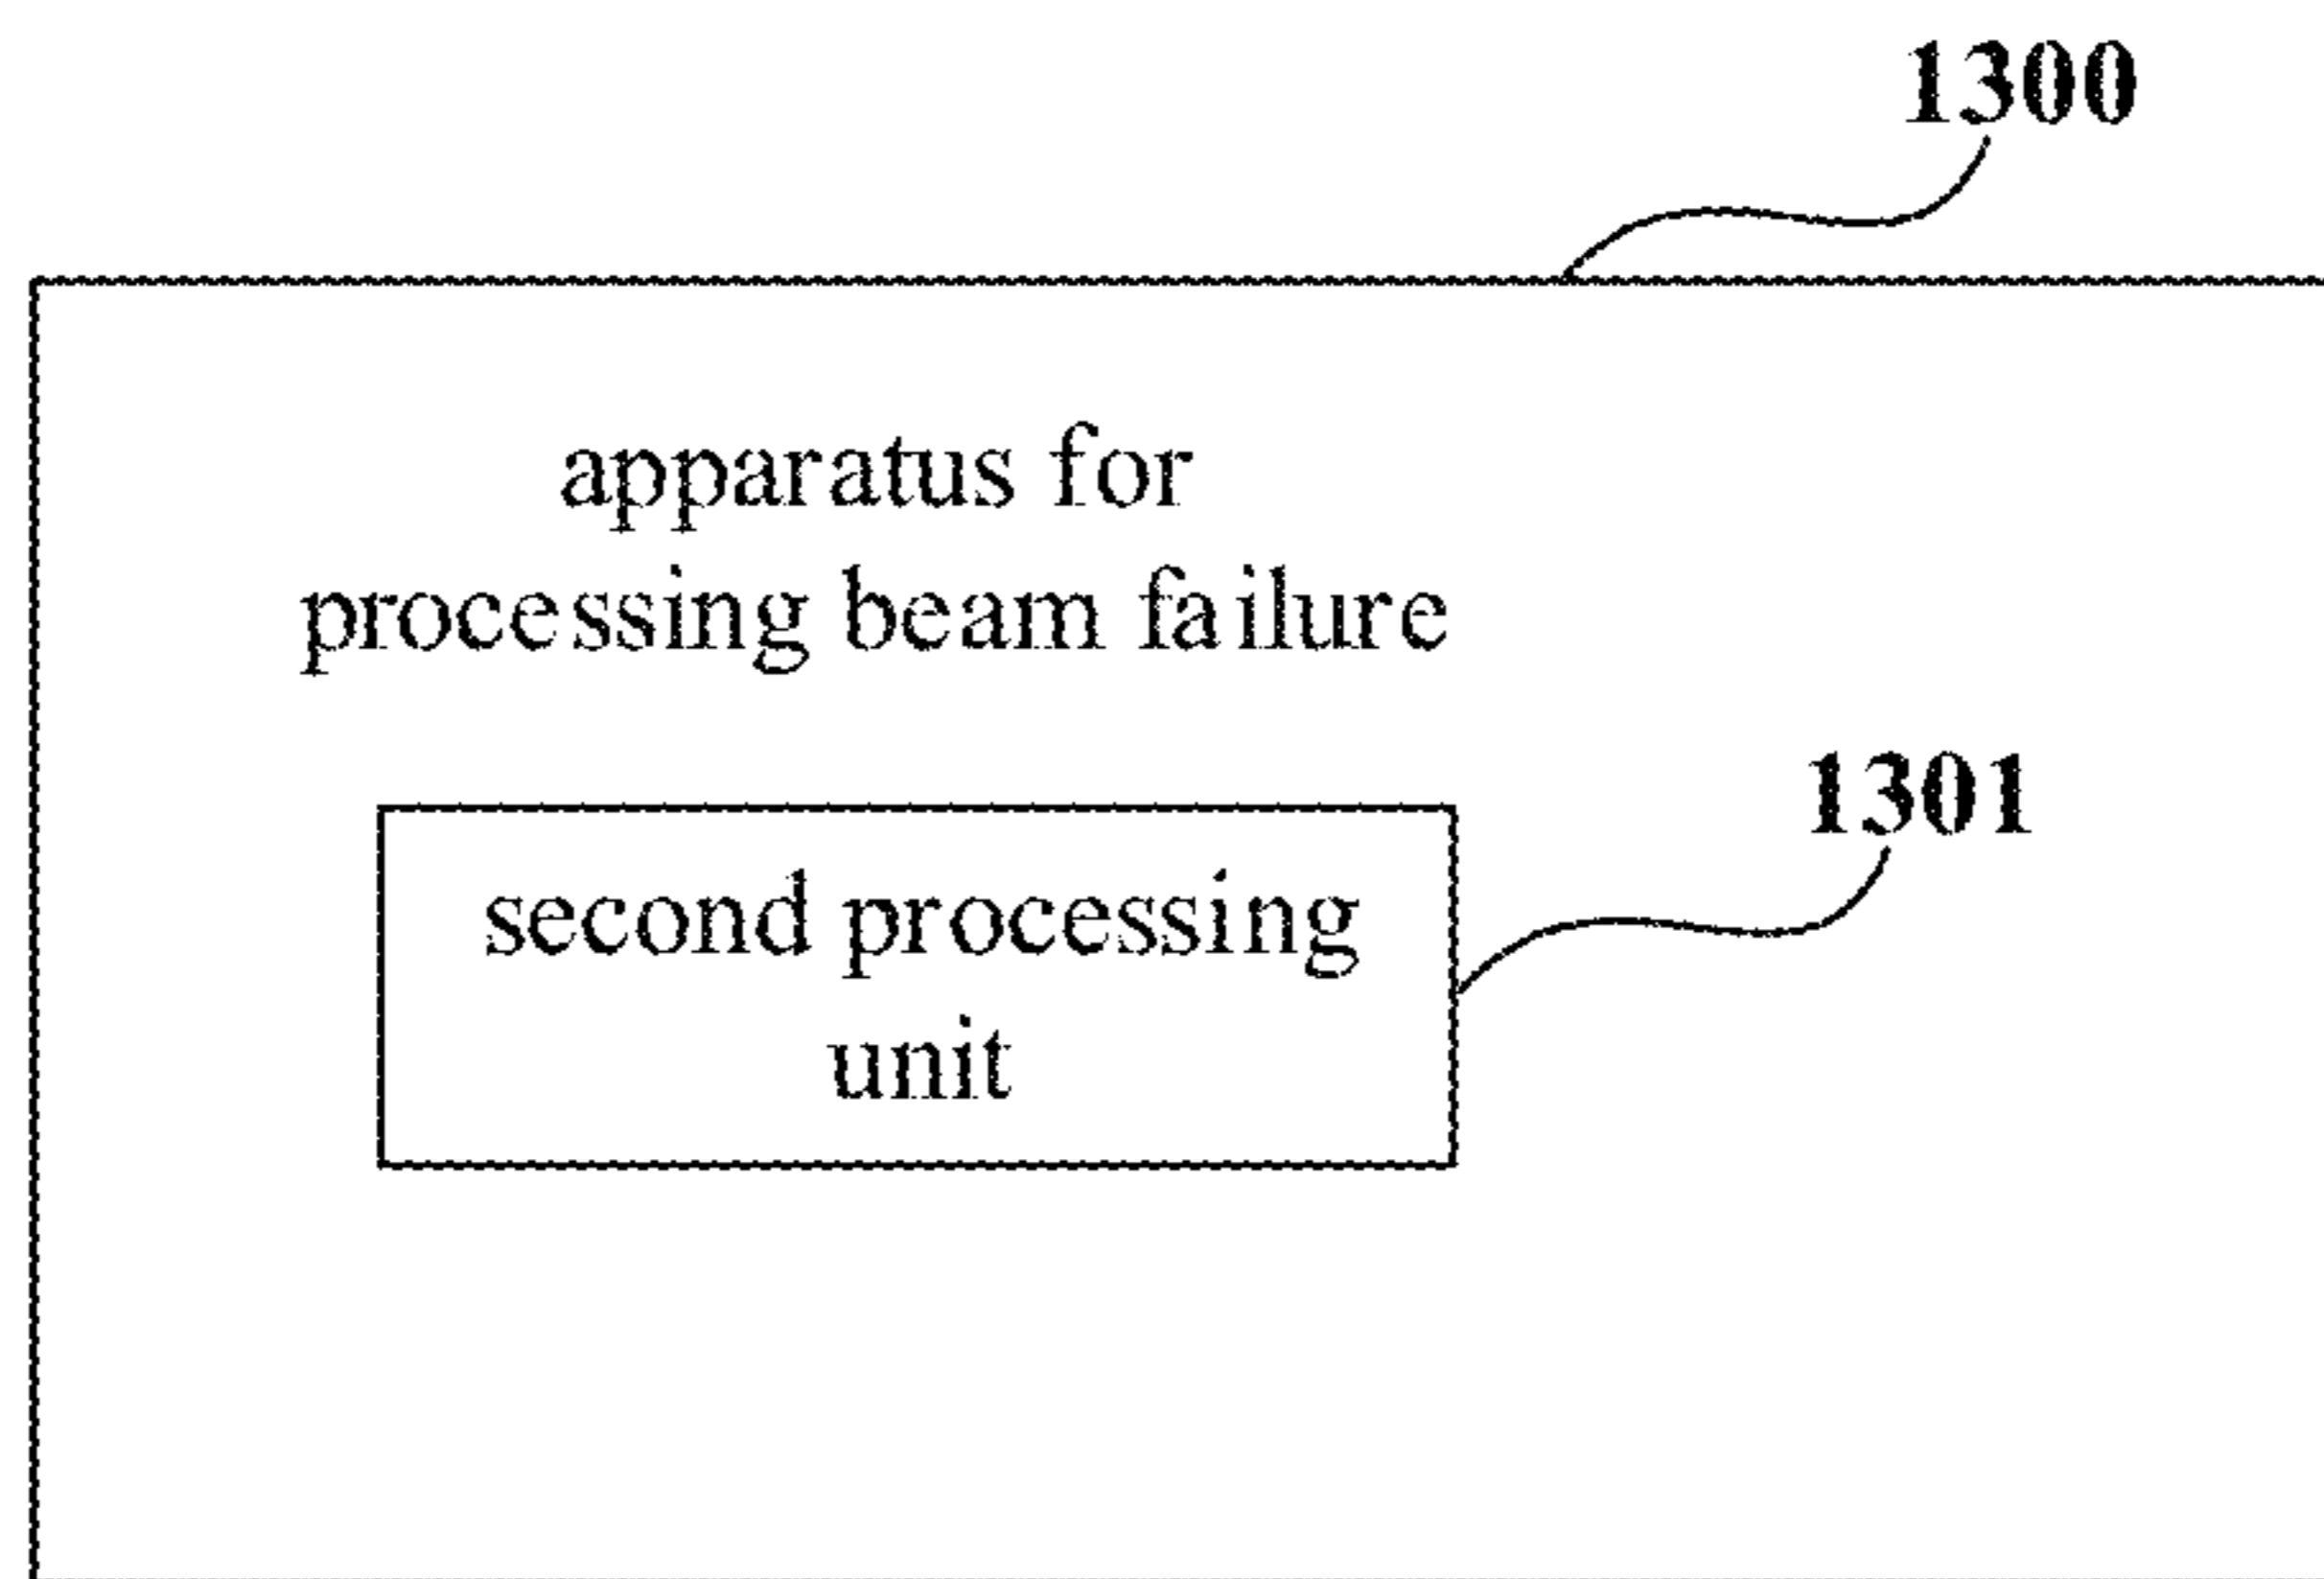 1300
apparatus for
processing beam failure
1301
second processing
unit